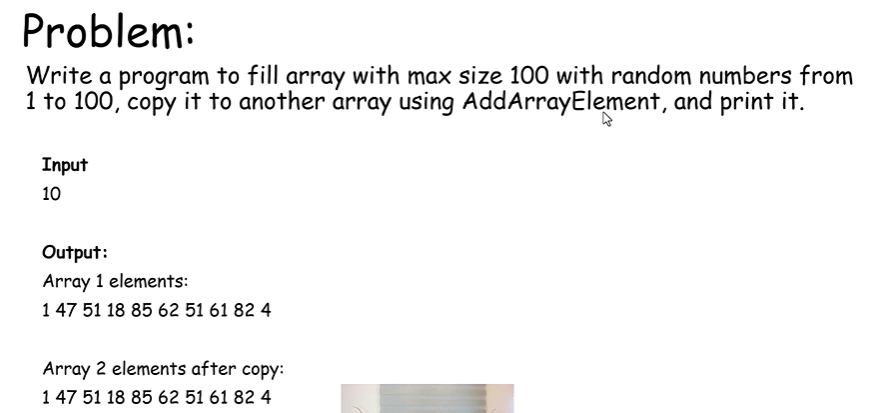 Problem:
Write a program to fill array with max size 100 with random numbers from
1 to 100, copy it to another array using AddArrayElement, and print it.
Input
10
Output:
Array 1 elements:
1 47 51 18 85 62 51 61 82 4
Array 2 elements after copy:
1 47 51 18 85 62 51 61 82 4